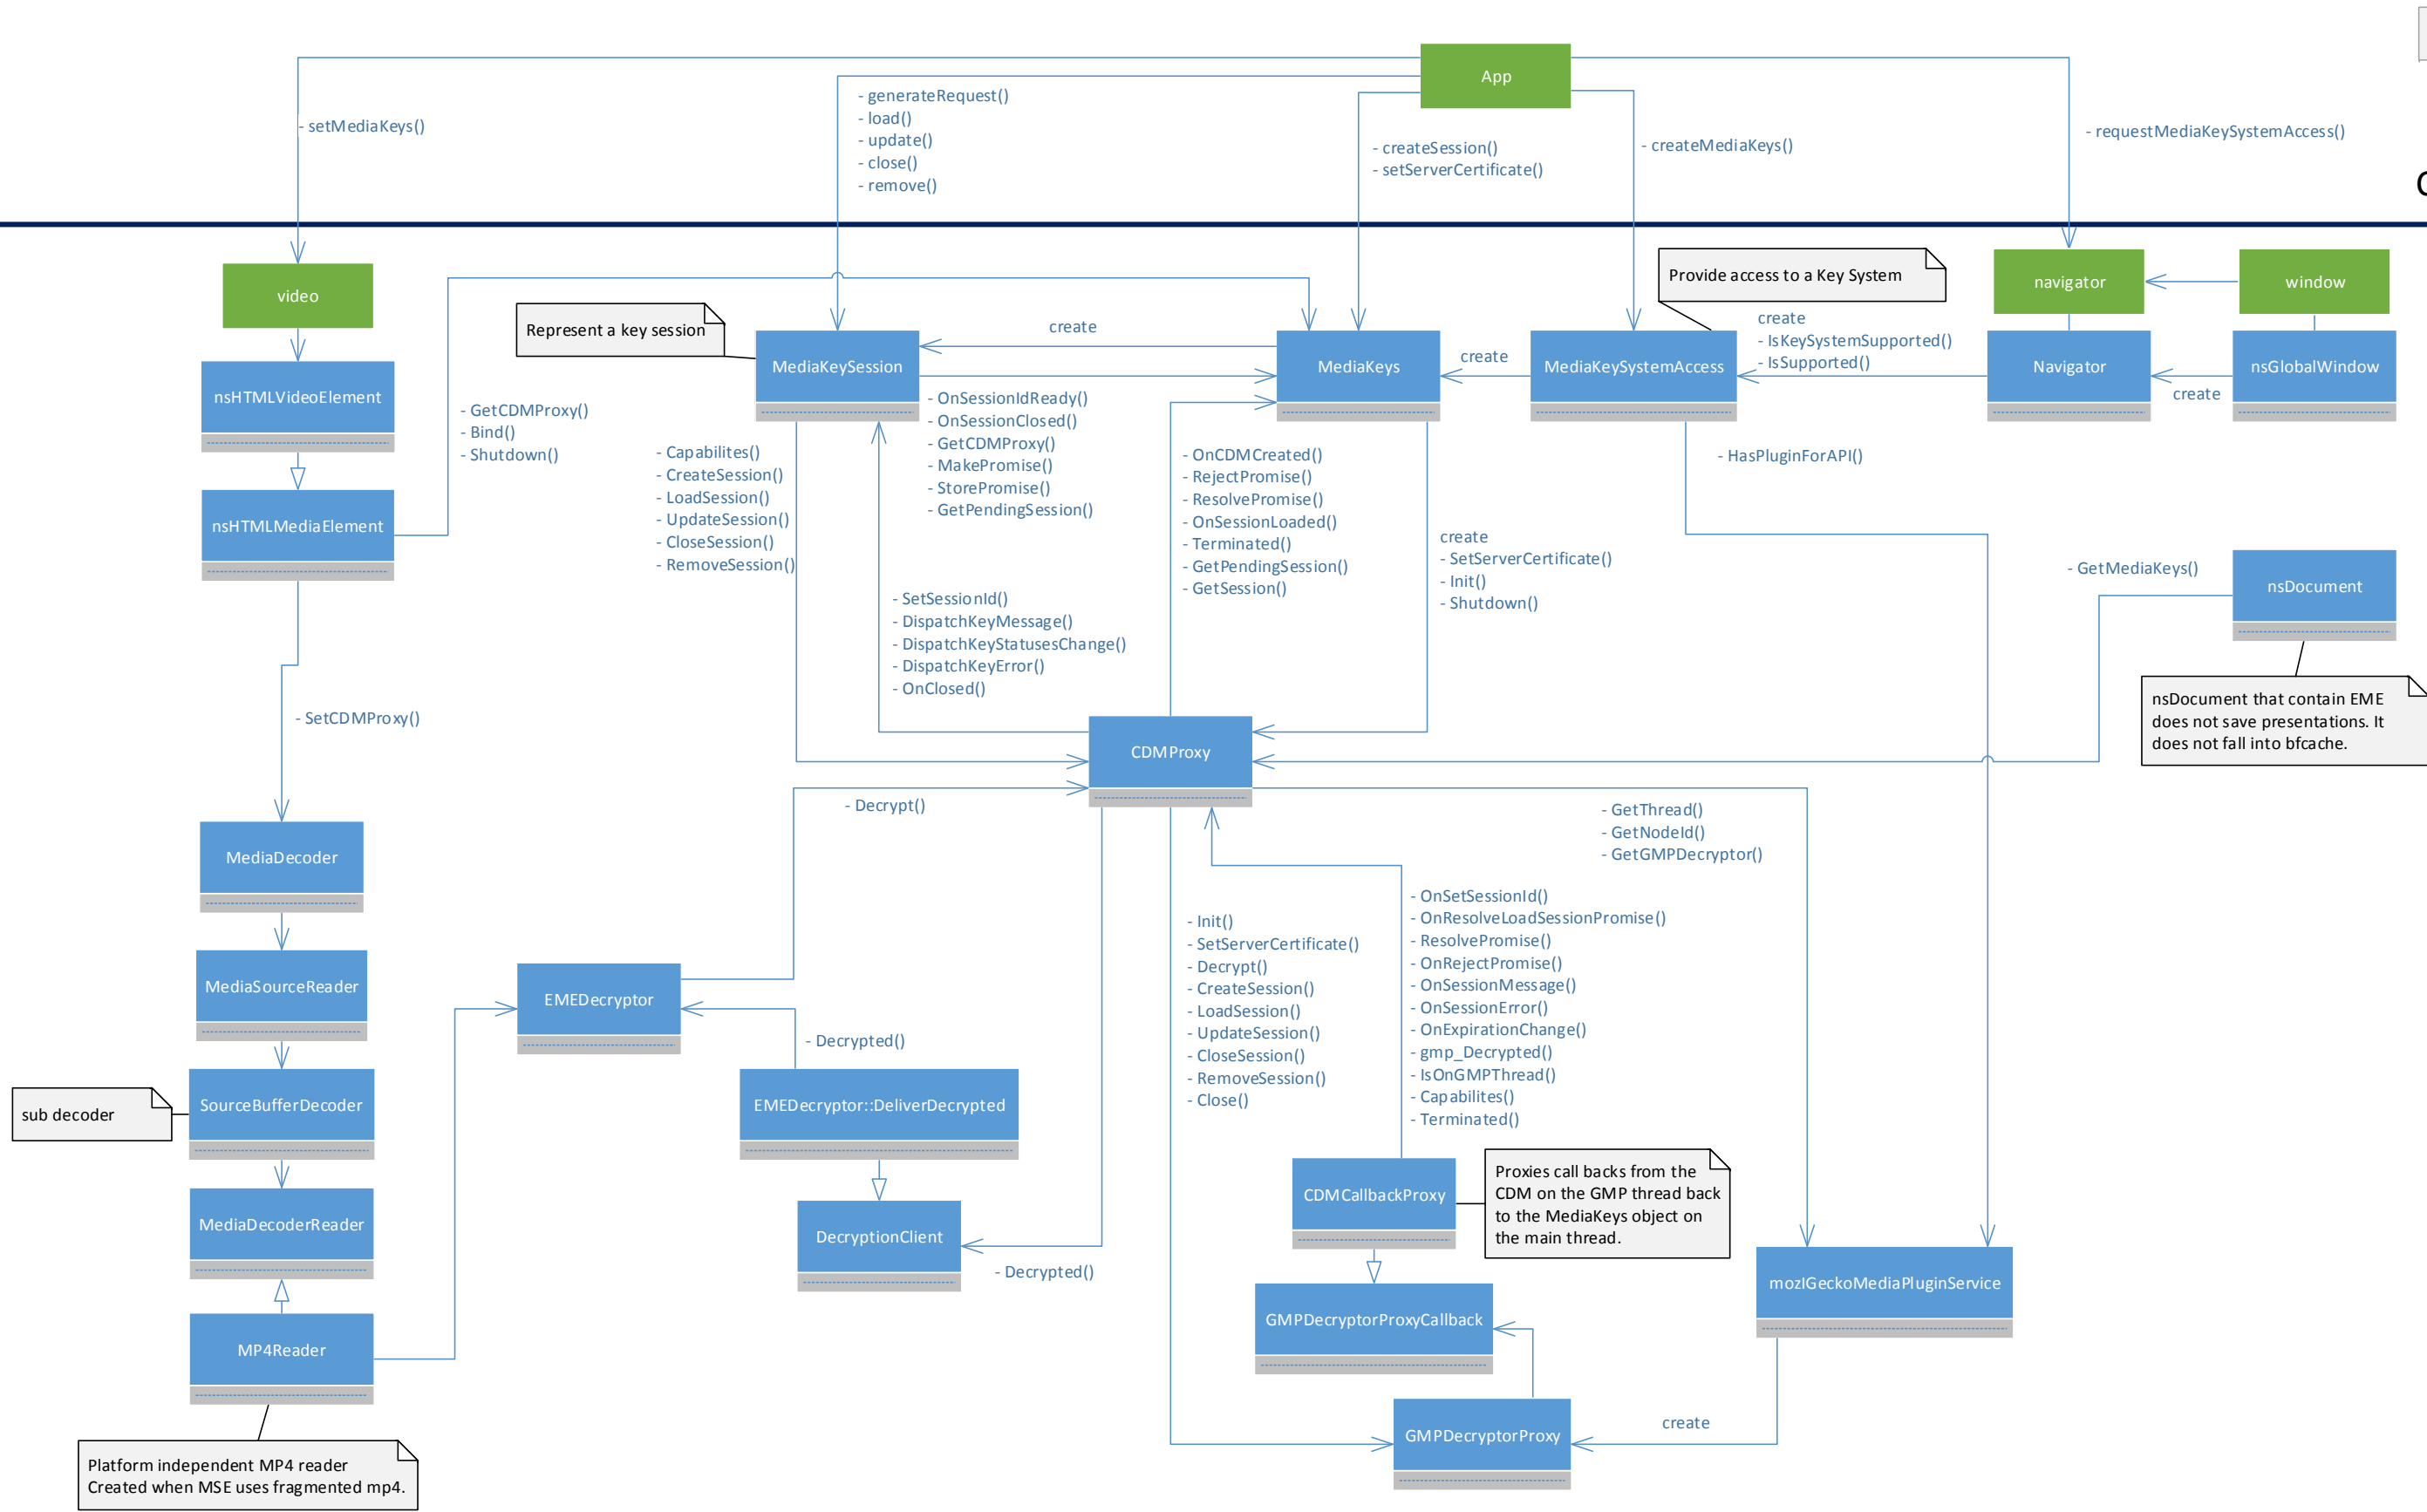 App
- setMediaKeys()
- generateRequest()
- load()
- update()
- close()
- remove()
- createSession()
- setServerCertificate()
- createMediaKeys()
- requestMediaKeySystemAccess()
video
Represent a key session
Provide access to a Key System
navigator
window
nsHTMLVideoElement
MediaKeySession
create
MediaKeys
create
MediaKeySystemAccess
create
- IsKeySystemSupported()
- IsSupported()
Navigator
create
nsGlobalWindow
- GetCDMProxy()
- Bind()
- Shutdown()
nsHTMLMediaElement
- Capabilites()
- CreateSession()
- LoadSession()
- UpdateSession()
- CloseSession()
- RemoveSession()
- OnSessionIdReady()
- OnSessionClosed()
- GetCDMProxy()
- MakePromise()
- StorePromise()
- GetPendingSession()
- OnCDMCreated()
- RejectPromise()
- ResolvePromise()
- OnSessionLoaded()
- Terminated()
- GetPendingSession()
- GetSession()
create
- SetServerCertificate()
- Init()
- Shutdown()
- HasPluginForAPI()
- GetMediaKeys()
nsDocument
nsDocument that contain EME
does not save presentations. It
does not fall into bfcache.
- SetSessionId()
- DispatchKeyMessage()
- DispatchKeyStatusesChange()
- DispatchKeyError()
- OnClosed()
- SetCDMProxy()
CDMProxy
- Decrypt()
- GetThread()
- GetNodeId()
- GetGMPDecryptor()
MediaDecoder
MediaSourceReader
EMEDecryptor
- Init()
- SetServerCertificate()
- Decrypt()
- CreateSession()
- LoadSession()
- UpdateSession()
- CloseSession()
- RemoveSession()
- Close()
- OnSetSessionId()
- OnResolveLoadSessionPromise()
- ResolvePromise()
- OnRejectPromise()
- OnSessionMessage()
- OnSessionError()
- OnExpirationChange()
- gmp_Decrypted()
- IsOnGMPThread()
- Capabilites()
- Terminated()
- Decrypted()
sub decoder
SourceBufferDecoder
EMEDecryptor::DeliverDecrypted
MediaDecoderReader
DecryptionClient
- Decrypted()
CDMCallbackProxy
Proxies call backs from the
CDM on the GMP thread back
to the MediaKeys object on
the main thread.
mozIGeckoMediaPluginService
GMPDecryptorProxyCallback
MP4Reader
GMPDecryptorProxy
create
Platform independent MP4 reader
Created when MSE uses fragmented mp4.